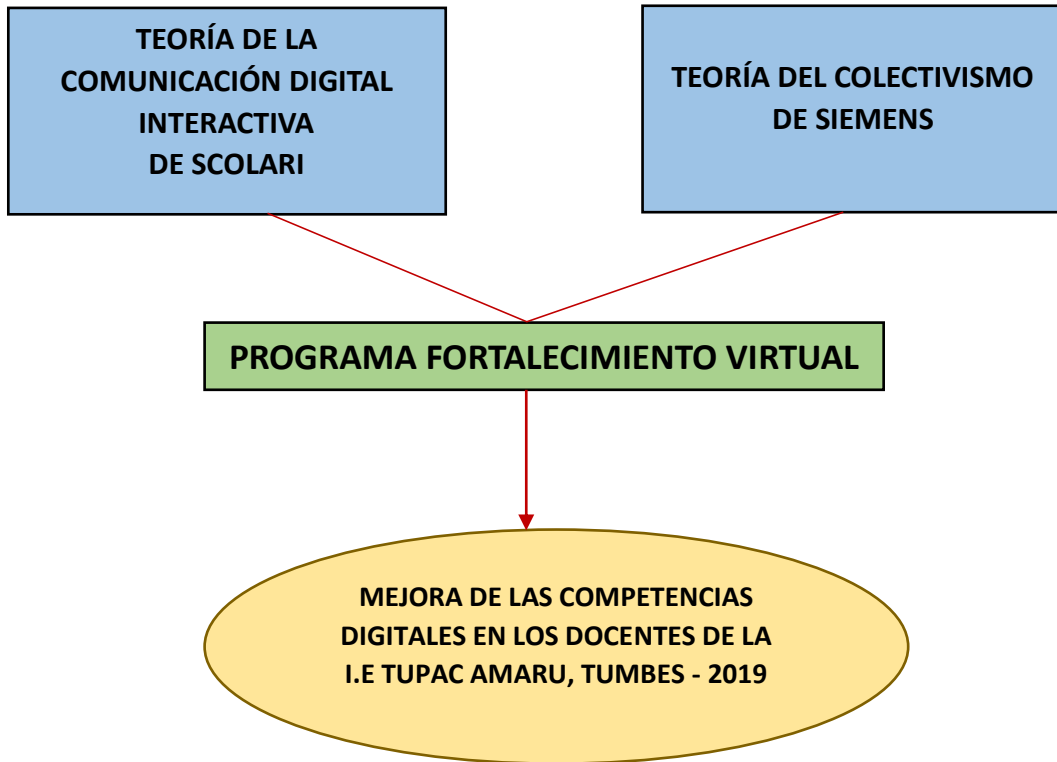 TEORÍA DE LA
COMUNICACIÓN DIGITAL
INTERACTIVA
DE SCOLARI
TEORÍA DEL COLECTIVISMO
DE SIEMENS
PROGRAMA FORTALECIMIENTO VIRTUAL
MEJORA DE LAS COMPETENCIAS
DIGITALES EN LOS DOCENTES DE LA
I.E TUPAC AMARU, TUMBES - 2019